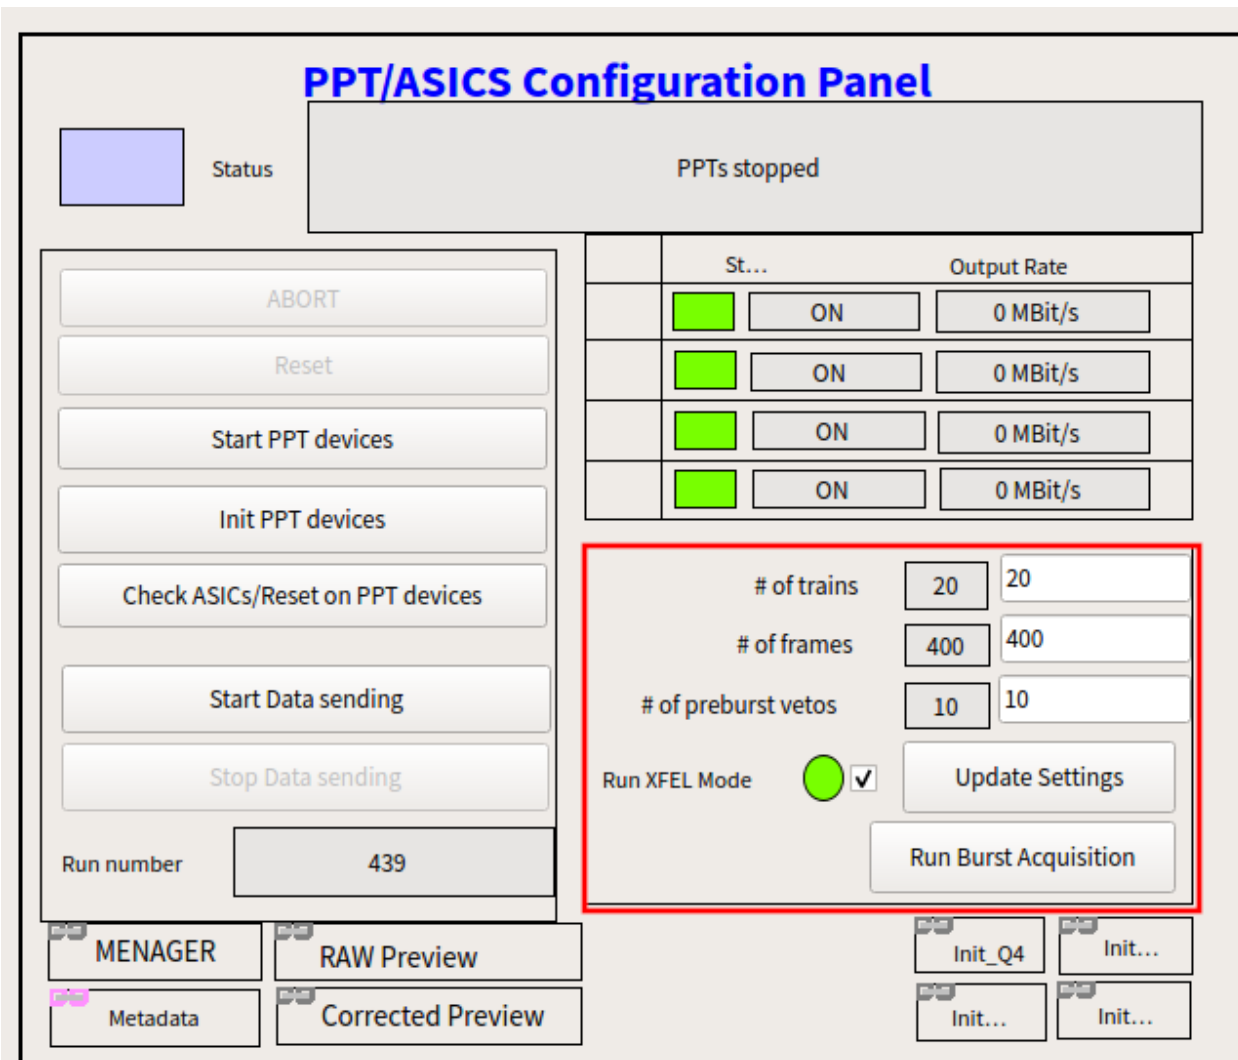 PPT/ASICS Configuration Panel
Status
PPTs stopped
ABORT
Reset
Start PPT devices
Init PPT devices
Check ASICs/Reset on PPT devices
Start Data sending
Stop Data sending
Run number 439
St... Output Rate
ON 0 MBit/s
ON 0 MBit/s
ON 0 MBit/s
ON 0 MBit/s
# of trains 20 20
# of frames 400 400
# of preburst vetos 10 10
Run XFEL Mode Update Settings
Run Burst Acquisition
MENAGER RAW Preview
Metadata Corrected Preview
Init_Q4 Init...
Init... Init...